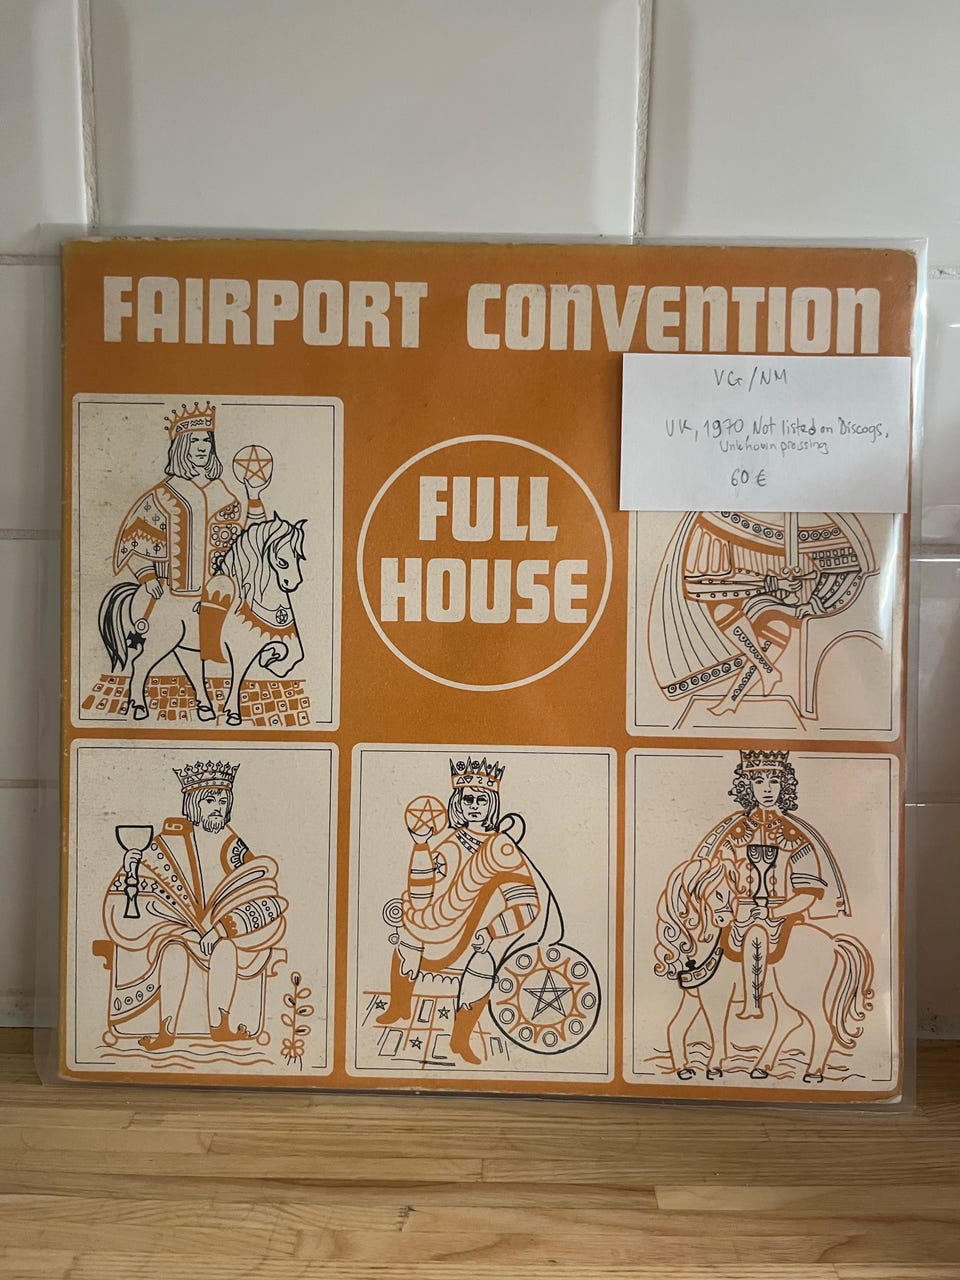 FAIRPORT CONVENTION
VG/NM
UK, 1970, Not listed on Discogs,
Unknown pressing
60 €
FULL
HOUSE